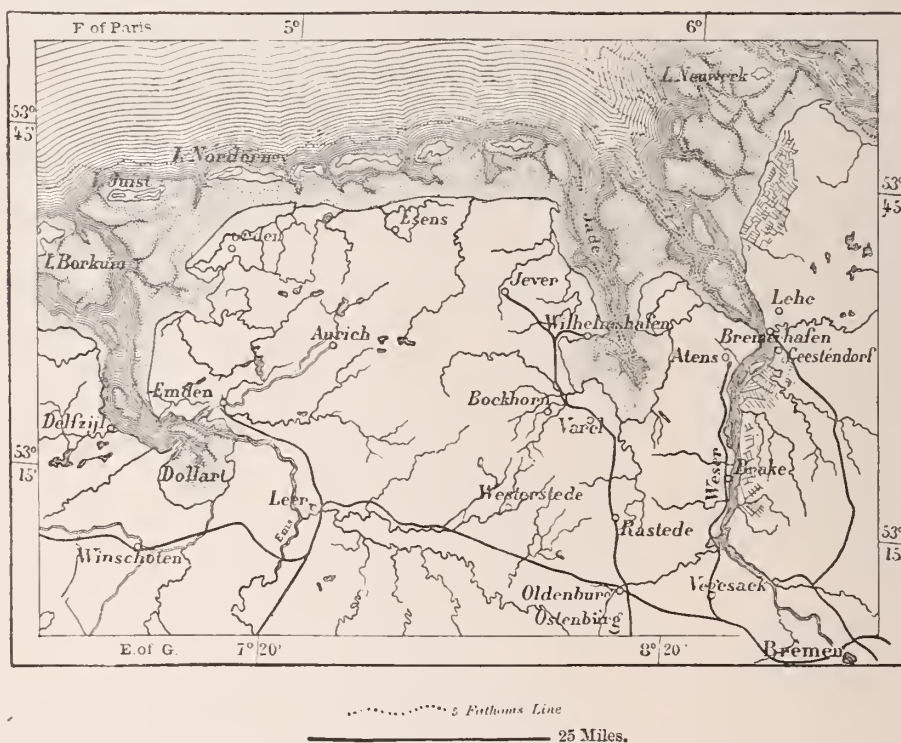 E of Paris 5° 6°
53°
45'
I. Neuwerk
I. Norderney
I. Juist
53°
45'
Esens
Jade
I. Borkum
Jever
Lehe
Wilhelmshafen
Aurich
Bremerhafen
Atens
Geestendorf
Emden
Bockhorn
Delfzijl
Varel
53°
15'
Dollart
Weser
Brake
Leer
Westerstede
Ems
Rastede
53°
15'
Winschoten
Vegesack
Oldenburg
Ostenburg
Bremen
E. of G. 7° 20' 8° 20'
5 Fathoms Line
25 Miles.